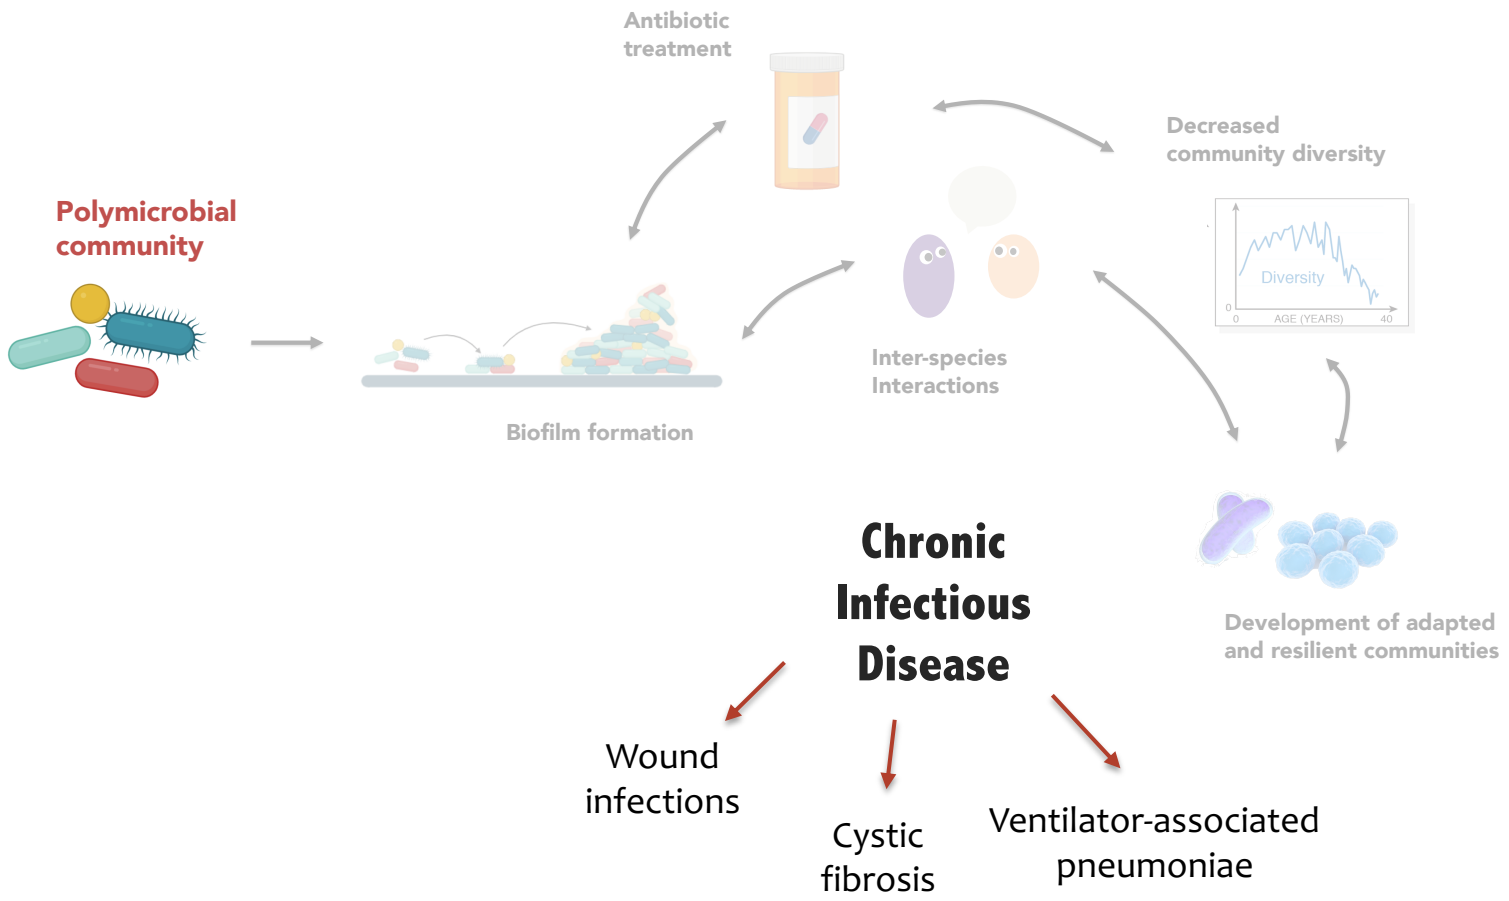 Antibiotic
treatment
Decreased
community diversity
Polymicrobial
community
Diversity
0
0
AGE (YEARS)
40
Inter-species
Interactions
Biofilm formation
Chronic
Infectious
Disease
Development of adapted
and resilient communities
Wound
infections
Cystic
fibrosis
Ventilator-associated
pneumoniae